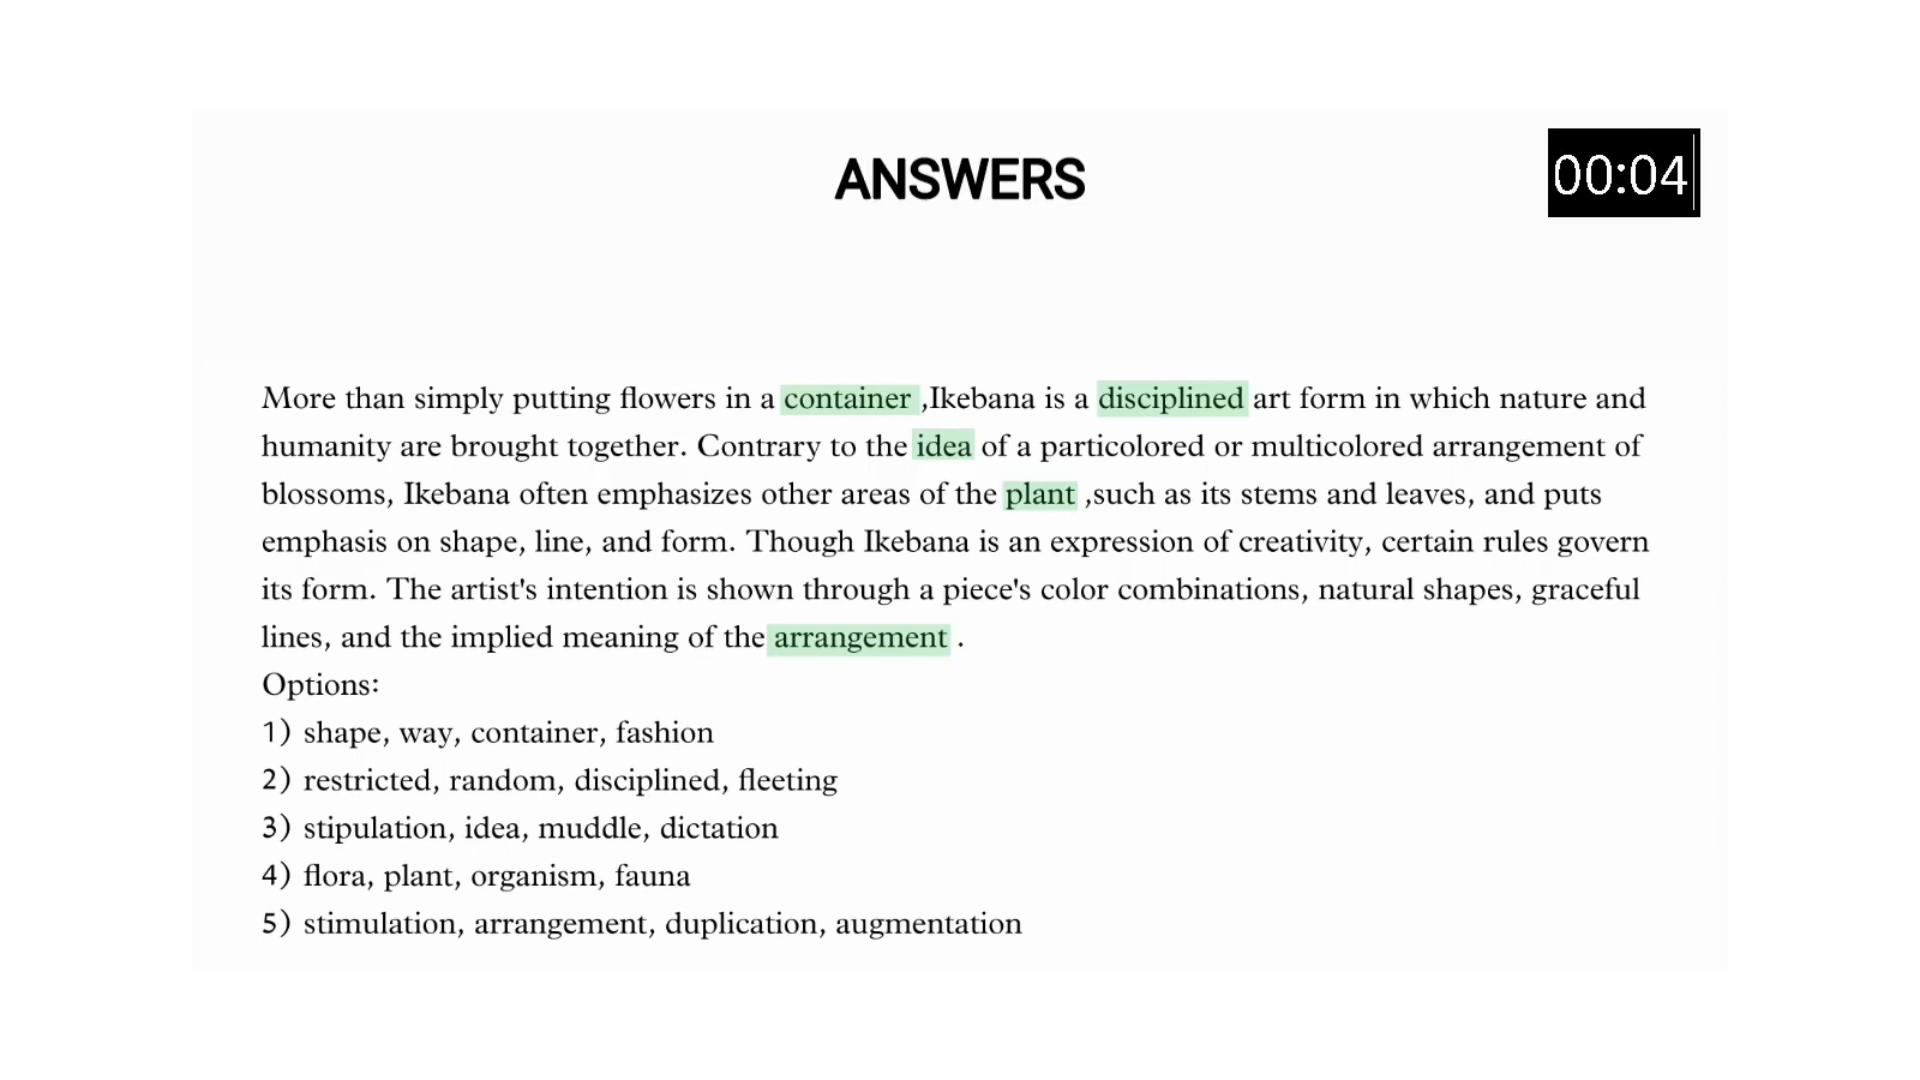 ANSWERS
00:04
More than simply putting flowers in a container ,Ikebana is a disciplined art form in which nature and
humanity are brought together. Contrary to the idea of a particolored or multicolored arrangement of
blossoms, Ikebana often emphasizes other areas of the plant ,such as its stems and leaves, and puts
emphasis on shape, line, and form. Though Ikebana is an expression of creativity, certain rules govern
its form. The artist's intention is shown through a piece's color combinations, natural shapes, graceful
lines, and the implied meaning of the arrangement .
Options:
1) shape, way, container, fashion
2) restricted, random, disciplined, fleeting
3) stipulation, idea, muddle, dictation
4) flora, plant, organism, fauna
5) stimulation, arrangement, duplication, augmentation